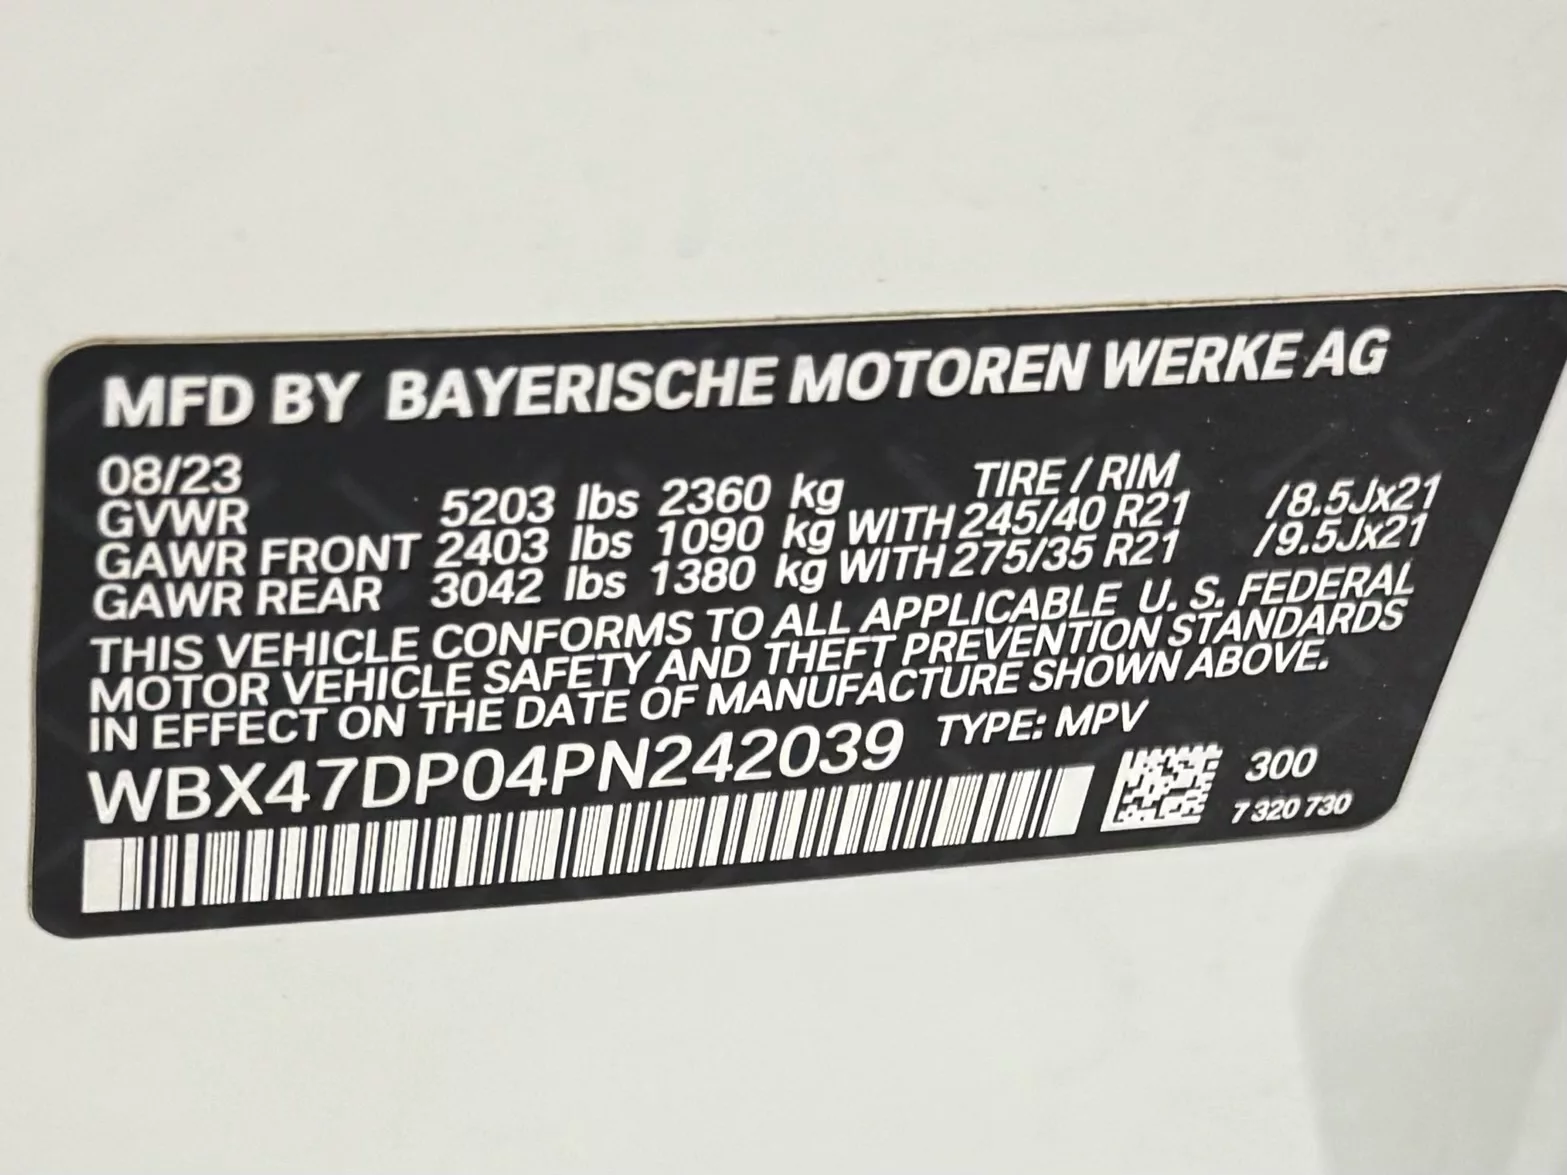 MFD BY BAYERISCHE MOTOREN WERKE AG
08/23 TIRE / RIM
GVWR 5203 lbs 2360 kg
GAWR FRONT 2403 lbs 1090 kg WITH 245/40 R21 /8.5Jx21
GAWR REAR 3042 lbs 1380 kg WITH 275/35 R21 /9.5Jx21
THIS VEHICLE CONFORMS TO ALL APPLICABLE U. S. FEDERAL
MOTOR VEHICLE SAFETY AND THEFT PREVENTION STANDARDS
IN EFFECT ON THE DATE OF MANUFACTURE SHOWN ABOVE.
WBX47DP04PN242039 TYPE: MPV
300
7 320 730